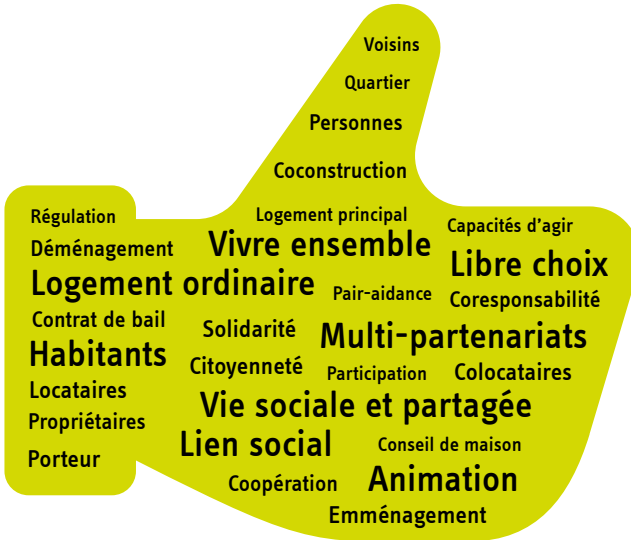 Voisins
Quartier
Personnes
Coconstruction
Logement principal
Régulation
Capacités d'agir
Déménagement
Vivre ensemble
Libre choix
Logement ordinaire
Pair-aidance
Coresponsabilité
Contrat de bail
Solidarité
Multi-partenariats
Habitants
Citoyenneté
Participation
Colocataires
Locataires
Vie sociale et partagée
Propriétaires
Lien social
Conseil de maison
Porteur
Coopération
Animation
Emménagement